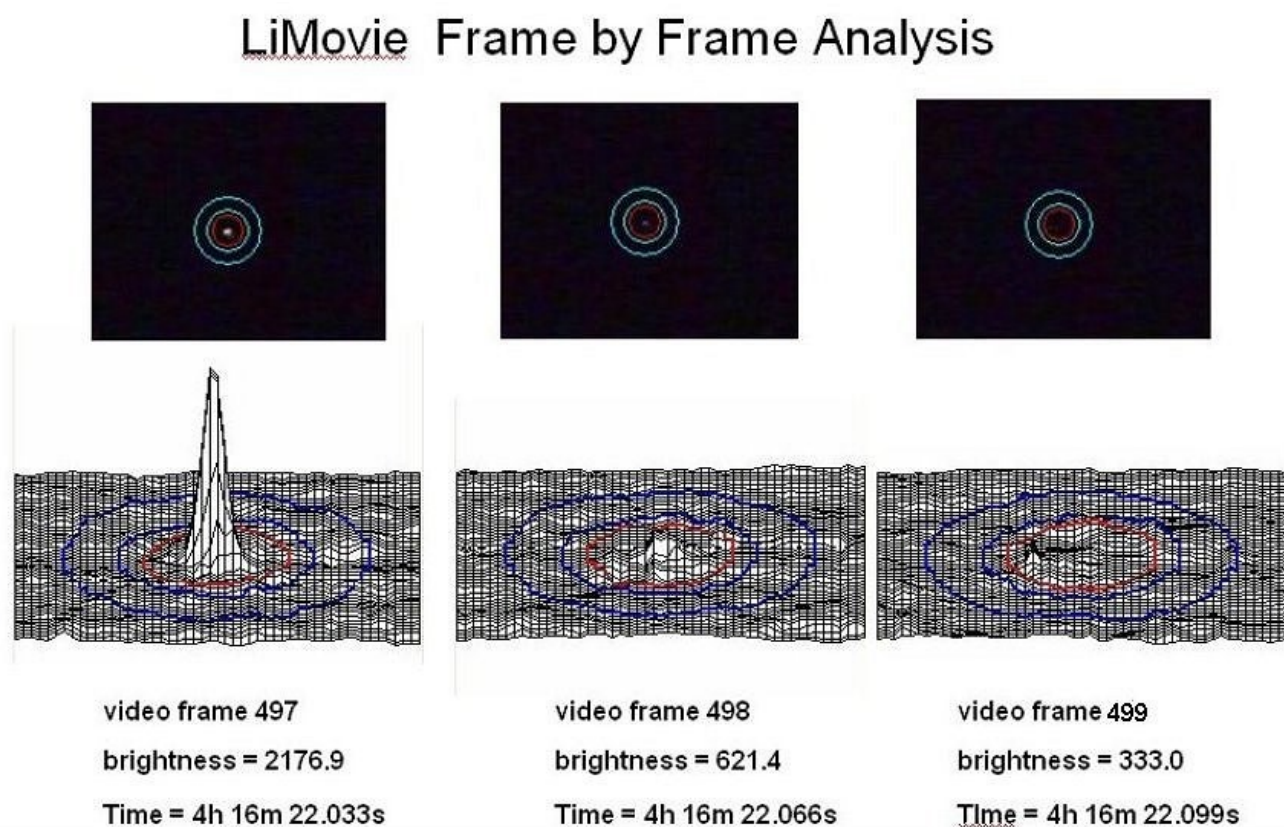 LiMovie Frame by Frame Analysis
video frame 497
brightness = 2176.9
Time = 4h 16m 22.033s
video frame 498
brightness = 621.4
Time = 4h 16m 22.066s
video frame 499
brightness = 333.0
TIme = 4h 16m 22.099s